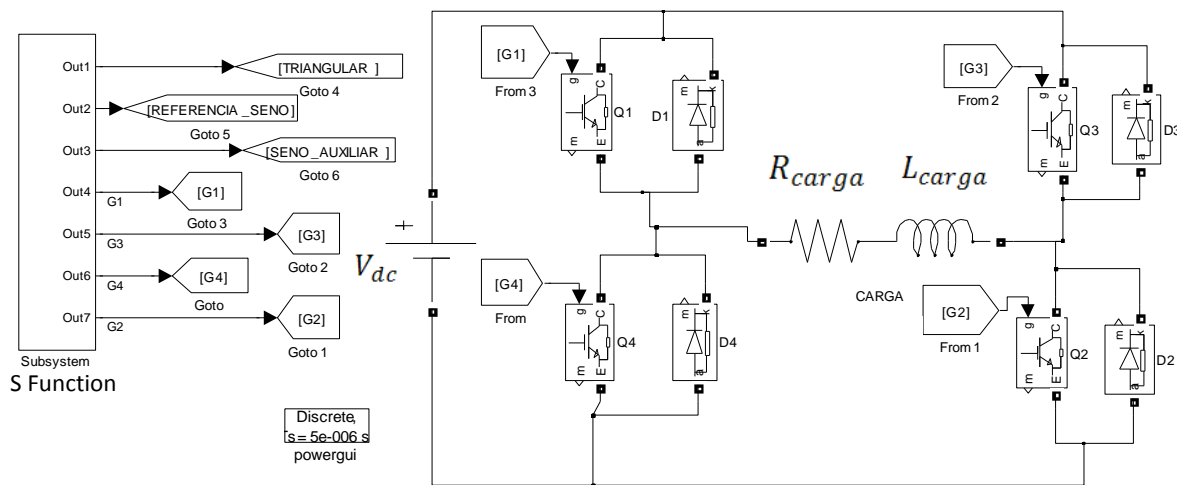 Out1
[TRIANGULAR ]
Goto 4
Out2
[REFERENCIA _SENO]
Goto 5
Out3
[SENO_AUXILIAR ]
Goto 6
Out4
G1
[G1]
Goto 3
Out5
G3
[G3]
Goto 2
Out6
G4
[G4]
Goto
Out7
G2
[G2]
Goto 1
Subsystem
S Function
Discrete,
s = 5e-006 s
powergui
+
V_dc
[G1]
From 3
g C
m E
Q1
m k
a
D1
[G3]
From 2
g C
m E
Q3
m k
a
D3
R_carga
L_carga
CARGA
[G4]
From
g C
m E
Q4
m k
a
D4
[G2]
From 1
g C
m E
Q2
m k
a
D2